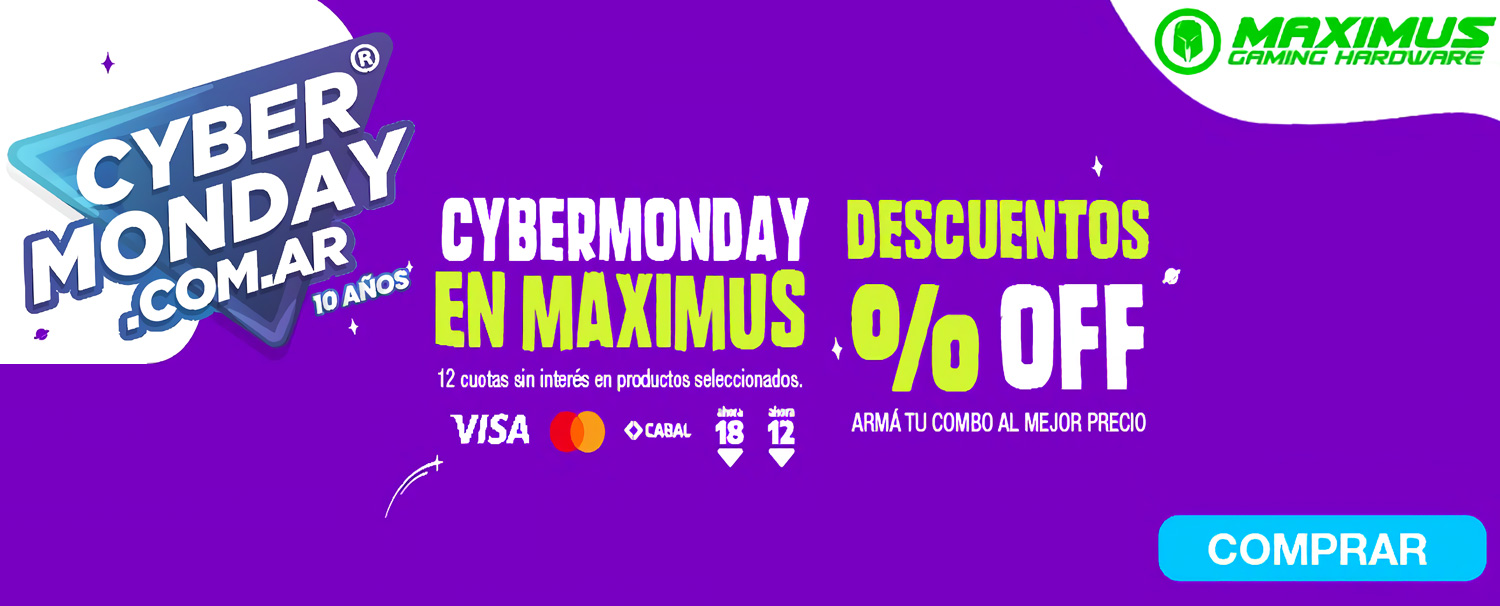 CYBER®
MONDAY
.COM.AR
10 AÑOS
MAXIMUS
GAMING HARDWARE
CYBERMONDAY
EN MAXIMUS
12 cuotas sin interés en productos seleccionados.
VISA
CABAL
ahora
18
ahora
12
DESCUENTOS
% OFF
ARMÁ TU COMBO AL MEJOR PRECIO
COMPRAR